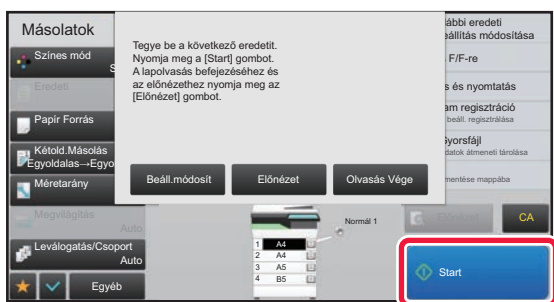 Másolatok
Színes mód
Eredeti
Papír Forrás
Kétold.Másolás
Egyoldalas→Egyo
Méretarány
Megvilágítás
Auto
Leválogatás/Csoport
Auto
Egyéb
Tegye be a következő eredetit.
Nyomja meg a [Start] gombot.
A lapolvasás befejezéséhez és
az előnézethez nyomja meg az
[Előnézet] gombot.
Beáll.módosít
Előnézet
Olvasás Vége
1 A4
2 A4
3 A5
4 B5
Normál 1
ábbi eredeti
eállítás módosítása
F/F-re
s és nyomtatás
am regisztráció
beáll. regisztrálása
Gyorsfájl
datok átmeneti tárolása
mentése mappába
Előnézet
CA
Start